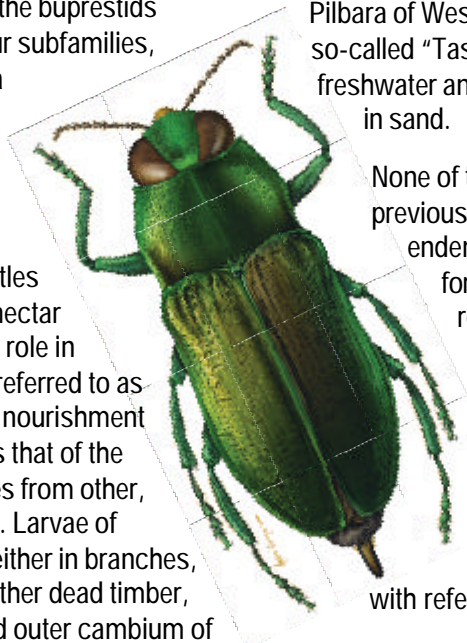 the buprestids
ur subfamilies,
tles
nectar
role in
referred to as
nourishment
s that of the
es from other,
. Larvae of
either in branches,
ther dead timber,
d outer cambium of
Pilbara of Wes
so-called “Tas
freshwater an
in sand.
None of
previous
ender
for
with refe